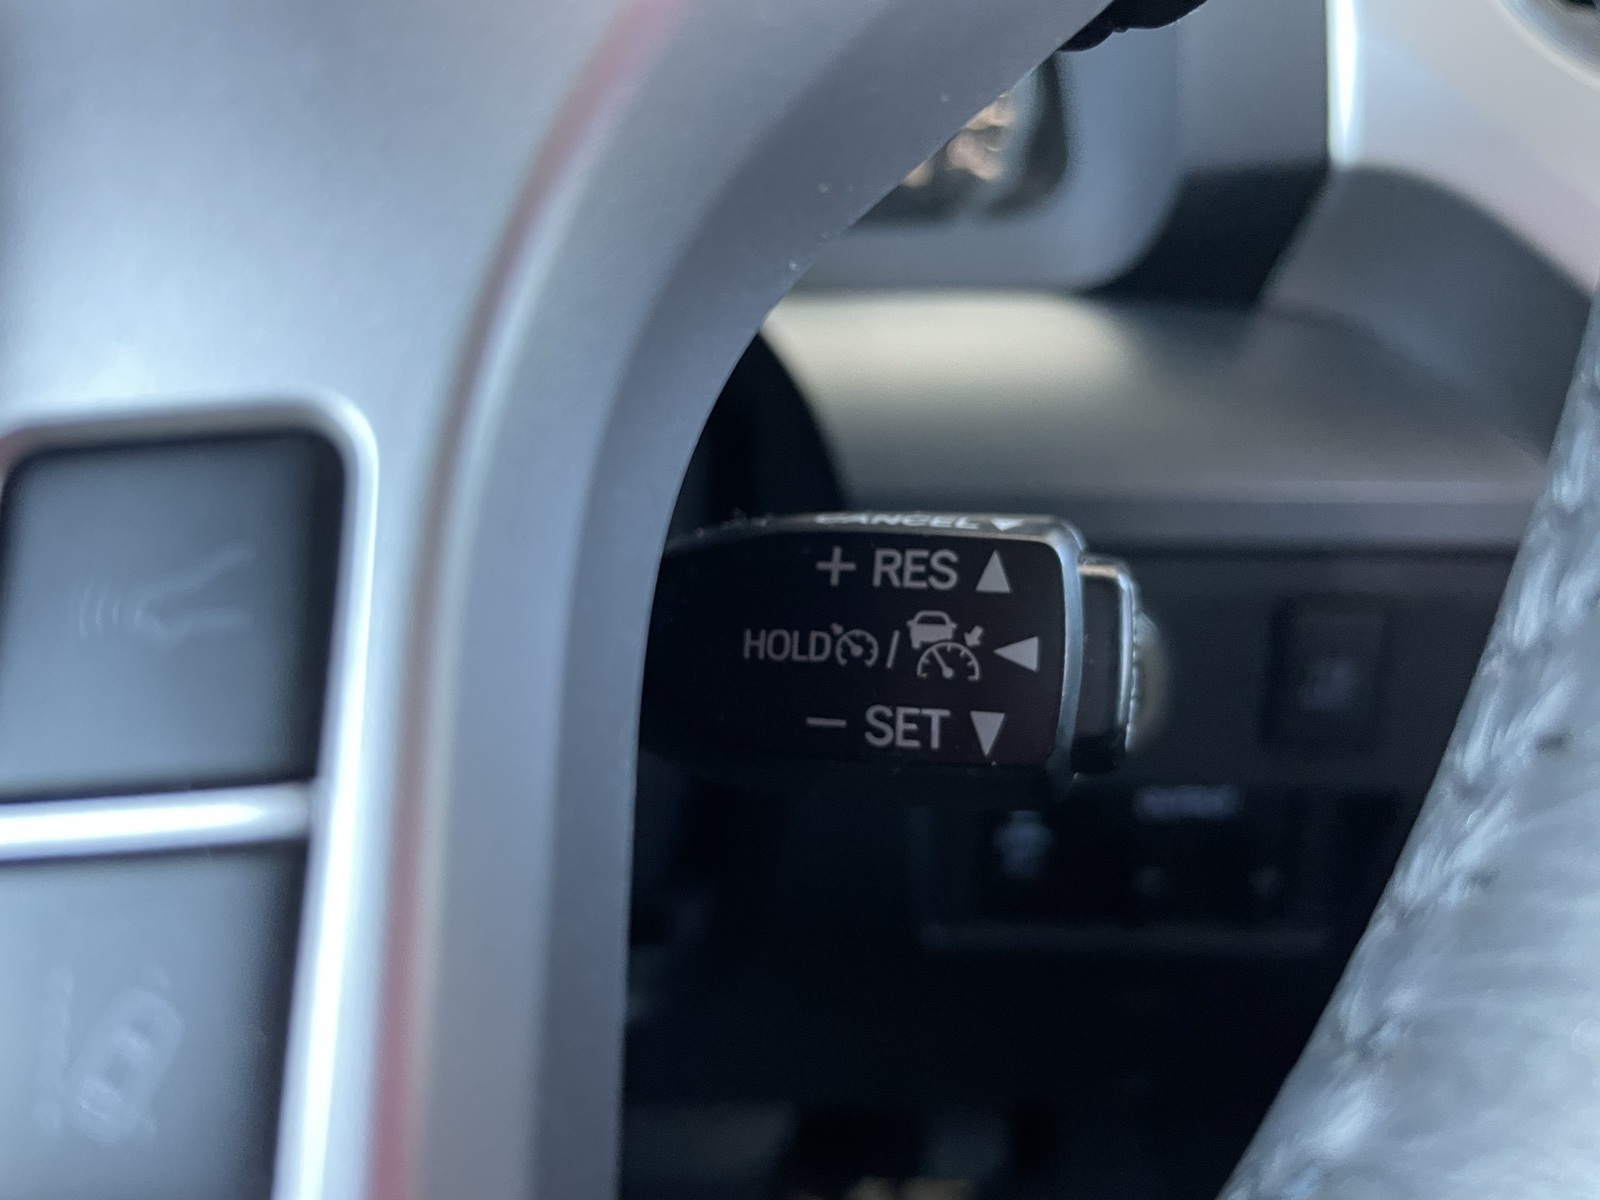 CANCEL ▼
+ RES ▲
HOLD / ◀
− SET ▼